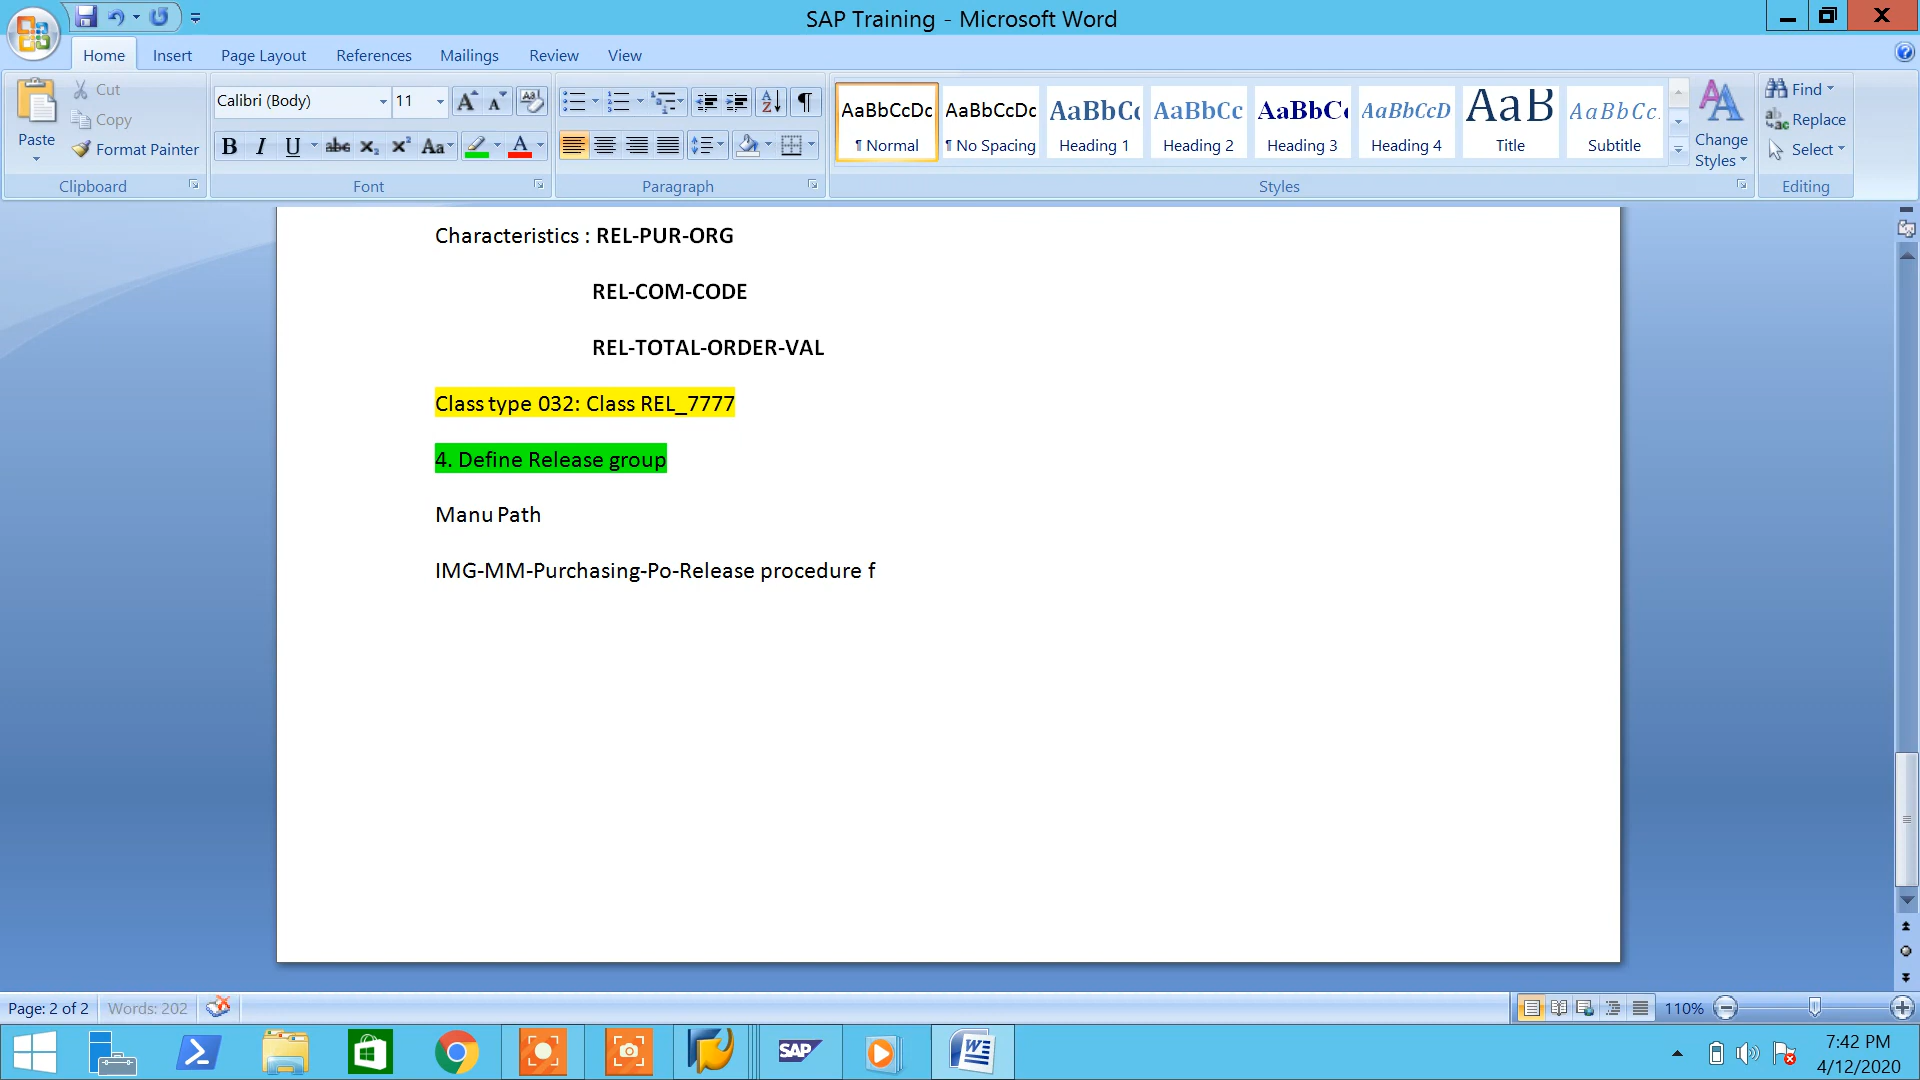 SAP Training - Microsoft Word
Home Insert Page Layout References Mailings Review View
Paste
Cut
Copy
Format Painter
Clipboard
Calibri (Body) 11
Font
Paragraph
AaBbCcDc AaBbCcDc AaBbCc AaBbCc AaBbCc AaBbCcD AaB AaBbCc.
¶ Normal ¶ No Spacing Heading 1 Heading 2 Heading 3 Heading 4 Title Subtitle
Change Styles
Styles
Find
Replace
Select
Editing
Characteristics : REL-PUR-ORG
REL-COM-CODE
REL-TOTAL-ORDER-VAL
Class type 032: Class REL_7777
4. Define Release group
Manu Path
IMG-MM-Purchasing-Po-Release procedure f
Page: 2 of 2 Words: 202 110%
SAP
7:42 PM
4/12/2020